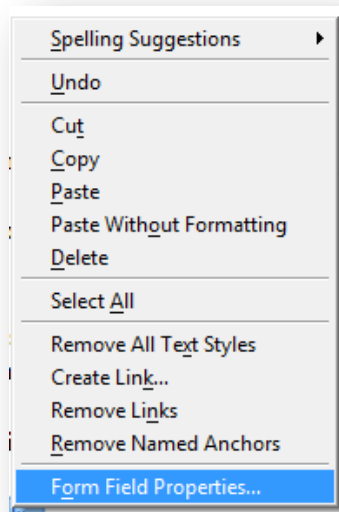 Spelling Suggestions
Undo
Cut
Copy
Paste
Paste Without Formatting
Delete
Select All
Remove All Text Styles
Create Link...
Remove Links
Remove Named Anchors
Form Field Properties...